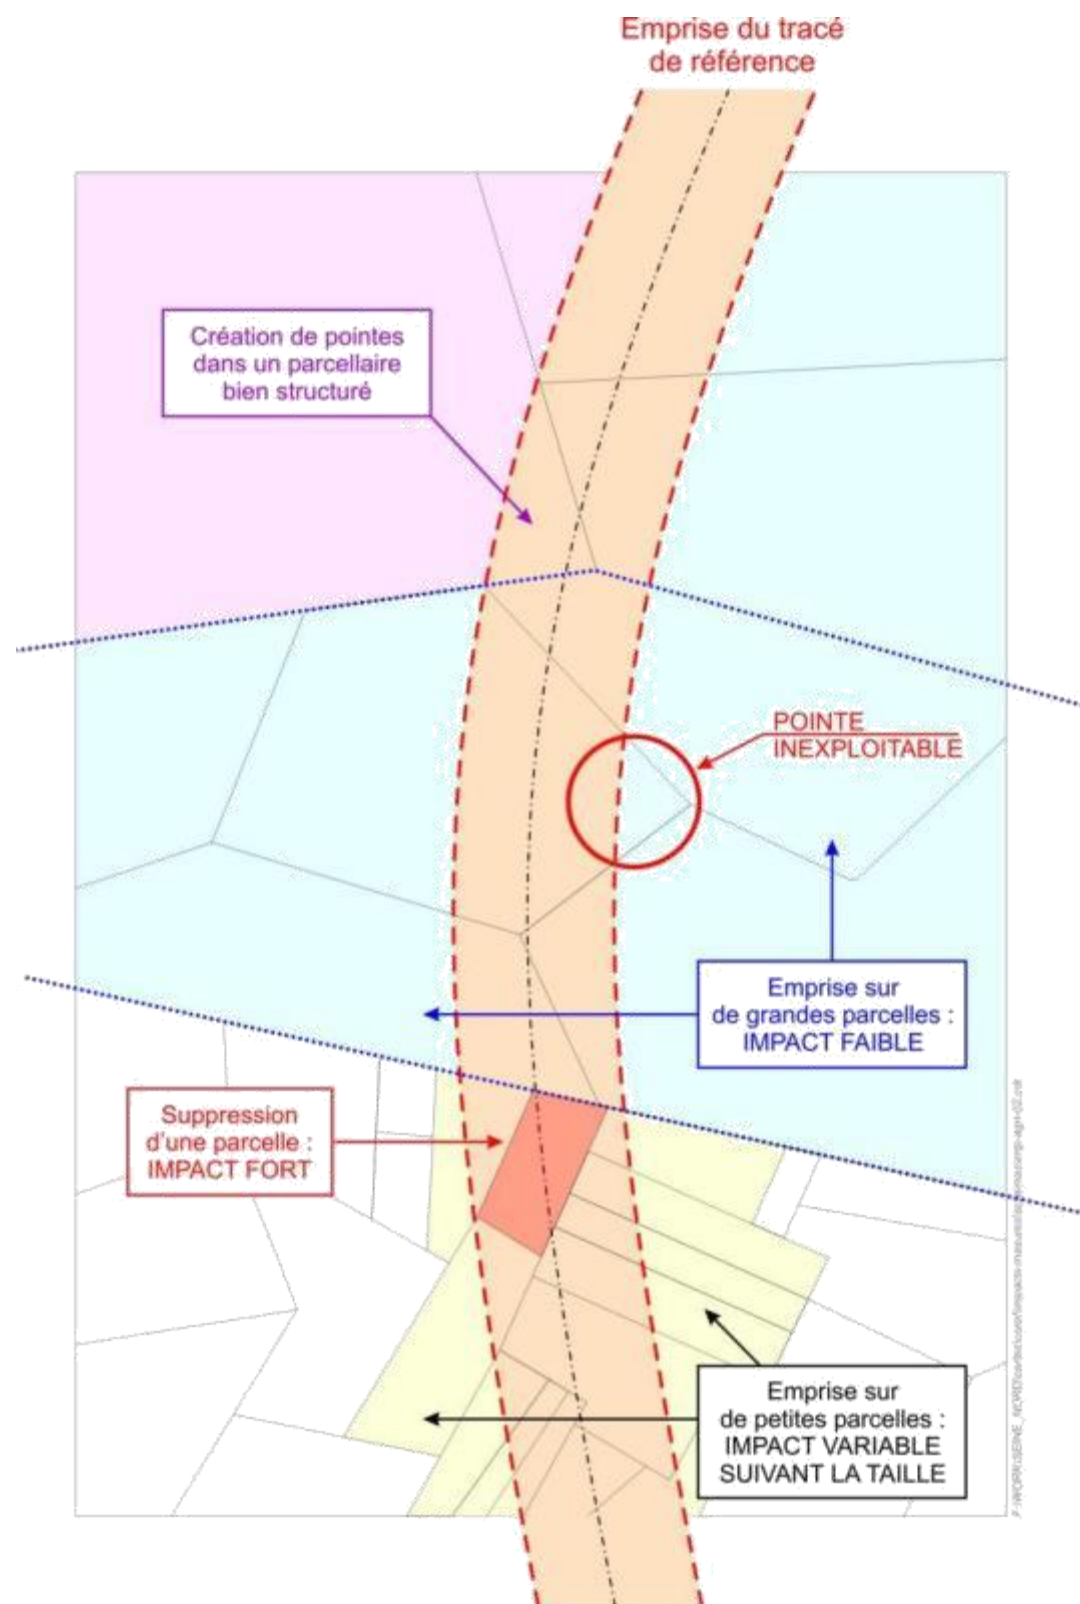 Emprise du tracé
de référence
Création de pointes
dans un parcellaire
bien structuré
POINTE
INEXPLOITABLE
Emprise sur
de grandes parcelles :
IMPACT FAIBLE
Suppression
d'une parcelle :
IMPACT FORT
Emprise sur
de petites parcelles :
IMPACT VARIABLE
SUIVANT LA TAILLE